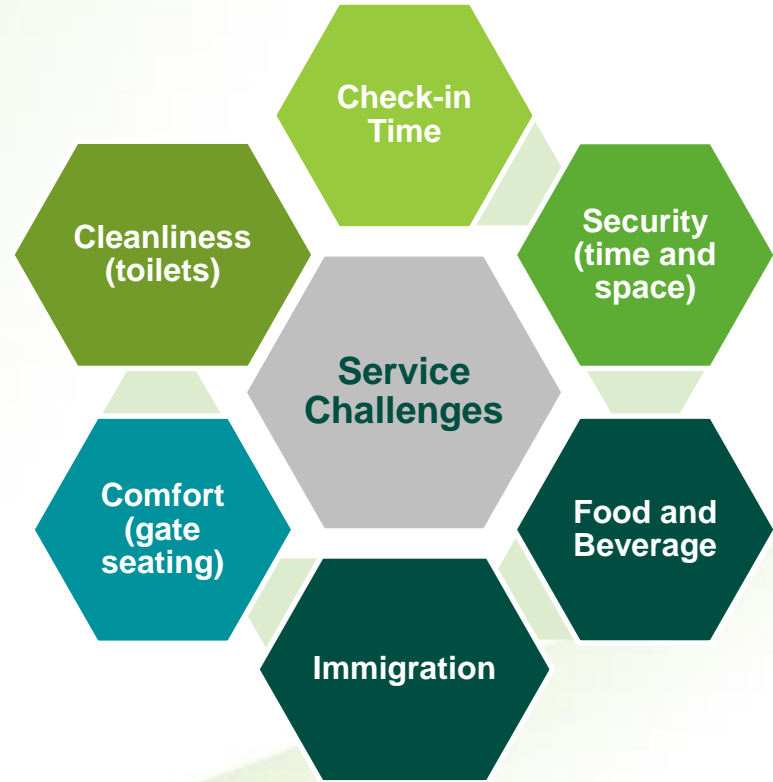 Check-in
Time
Security
(time and
space)
Cleanliness
(toilets)
Service
Challenges
Food and
Beverage
Comfort
(gate
seating)
Immigration